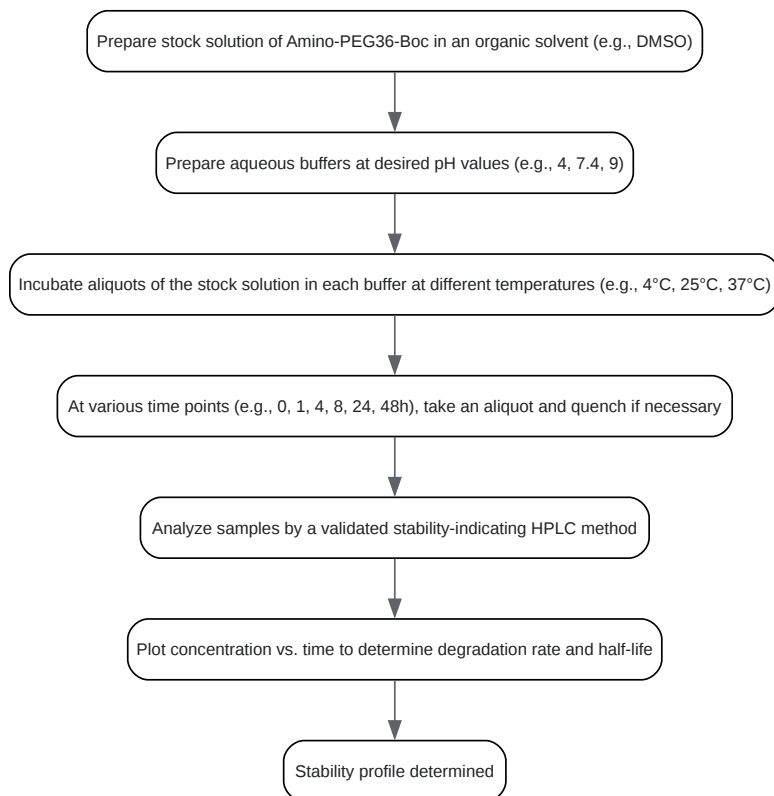 Prepare stock solution of Amino-PEG36-Boc in an organic solvent (e.g., DMSO)
Prepare aqueous buffers at desired pH values (e.g., 4, 7.4, 9)
Incubate aliquots of the stock solution in each buffer at different temperatures (e.g., 4°C, 25°C, 37°C)
At various time points (e.g., 0, 1, 4, 8, 24, 48h), take an aliquot and quench if necessary
Analyze samples by a validated stability-indicating HPLC method
Plot concentration vs. time to determine degradation rate and half-life
Stability profile determined